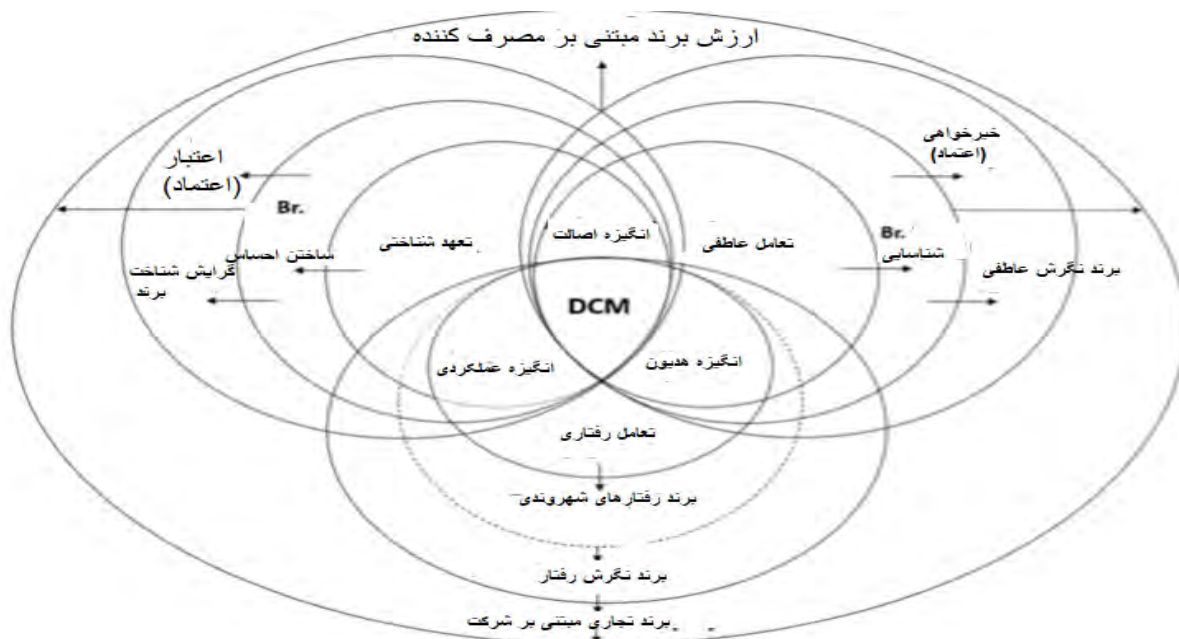 ارزش برند مبتنی بر مصرف کننده
خبرخواهی
(اعتماد)
اعتبار
(اعتماد)
Br.
Br.
انگیزه اصالت
تعامل عاطفی
تعهد شناختی
شناسایی
ساختن احساس
برند نگرش عاطفی
گرایش شناخت
برند
DCM
انگیزه هدیون
انگیزه عملکردی
تعامل رفتاری
برند رفتارهای شهروندی
برند نگرش رفتار
برند تجاری مبتنی بر شرکت